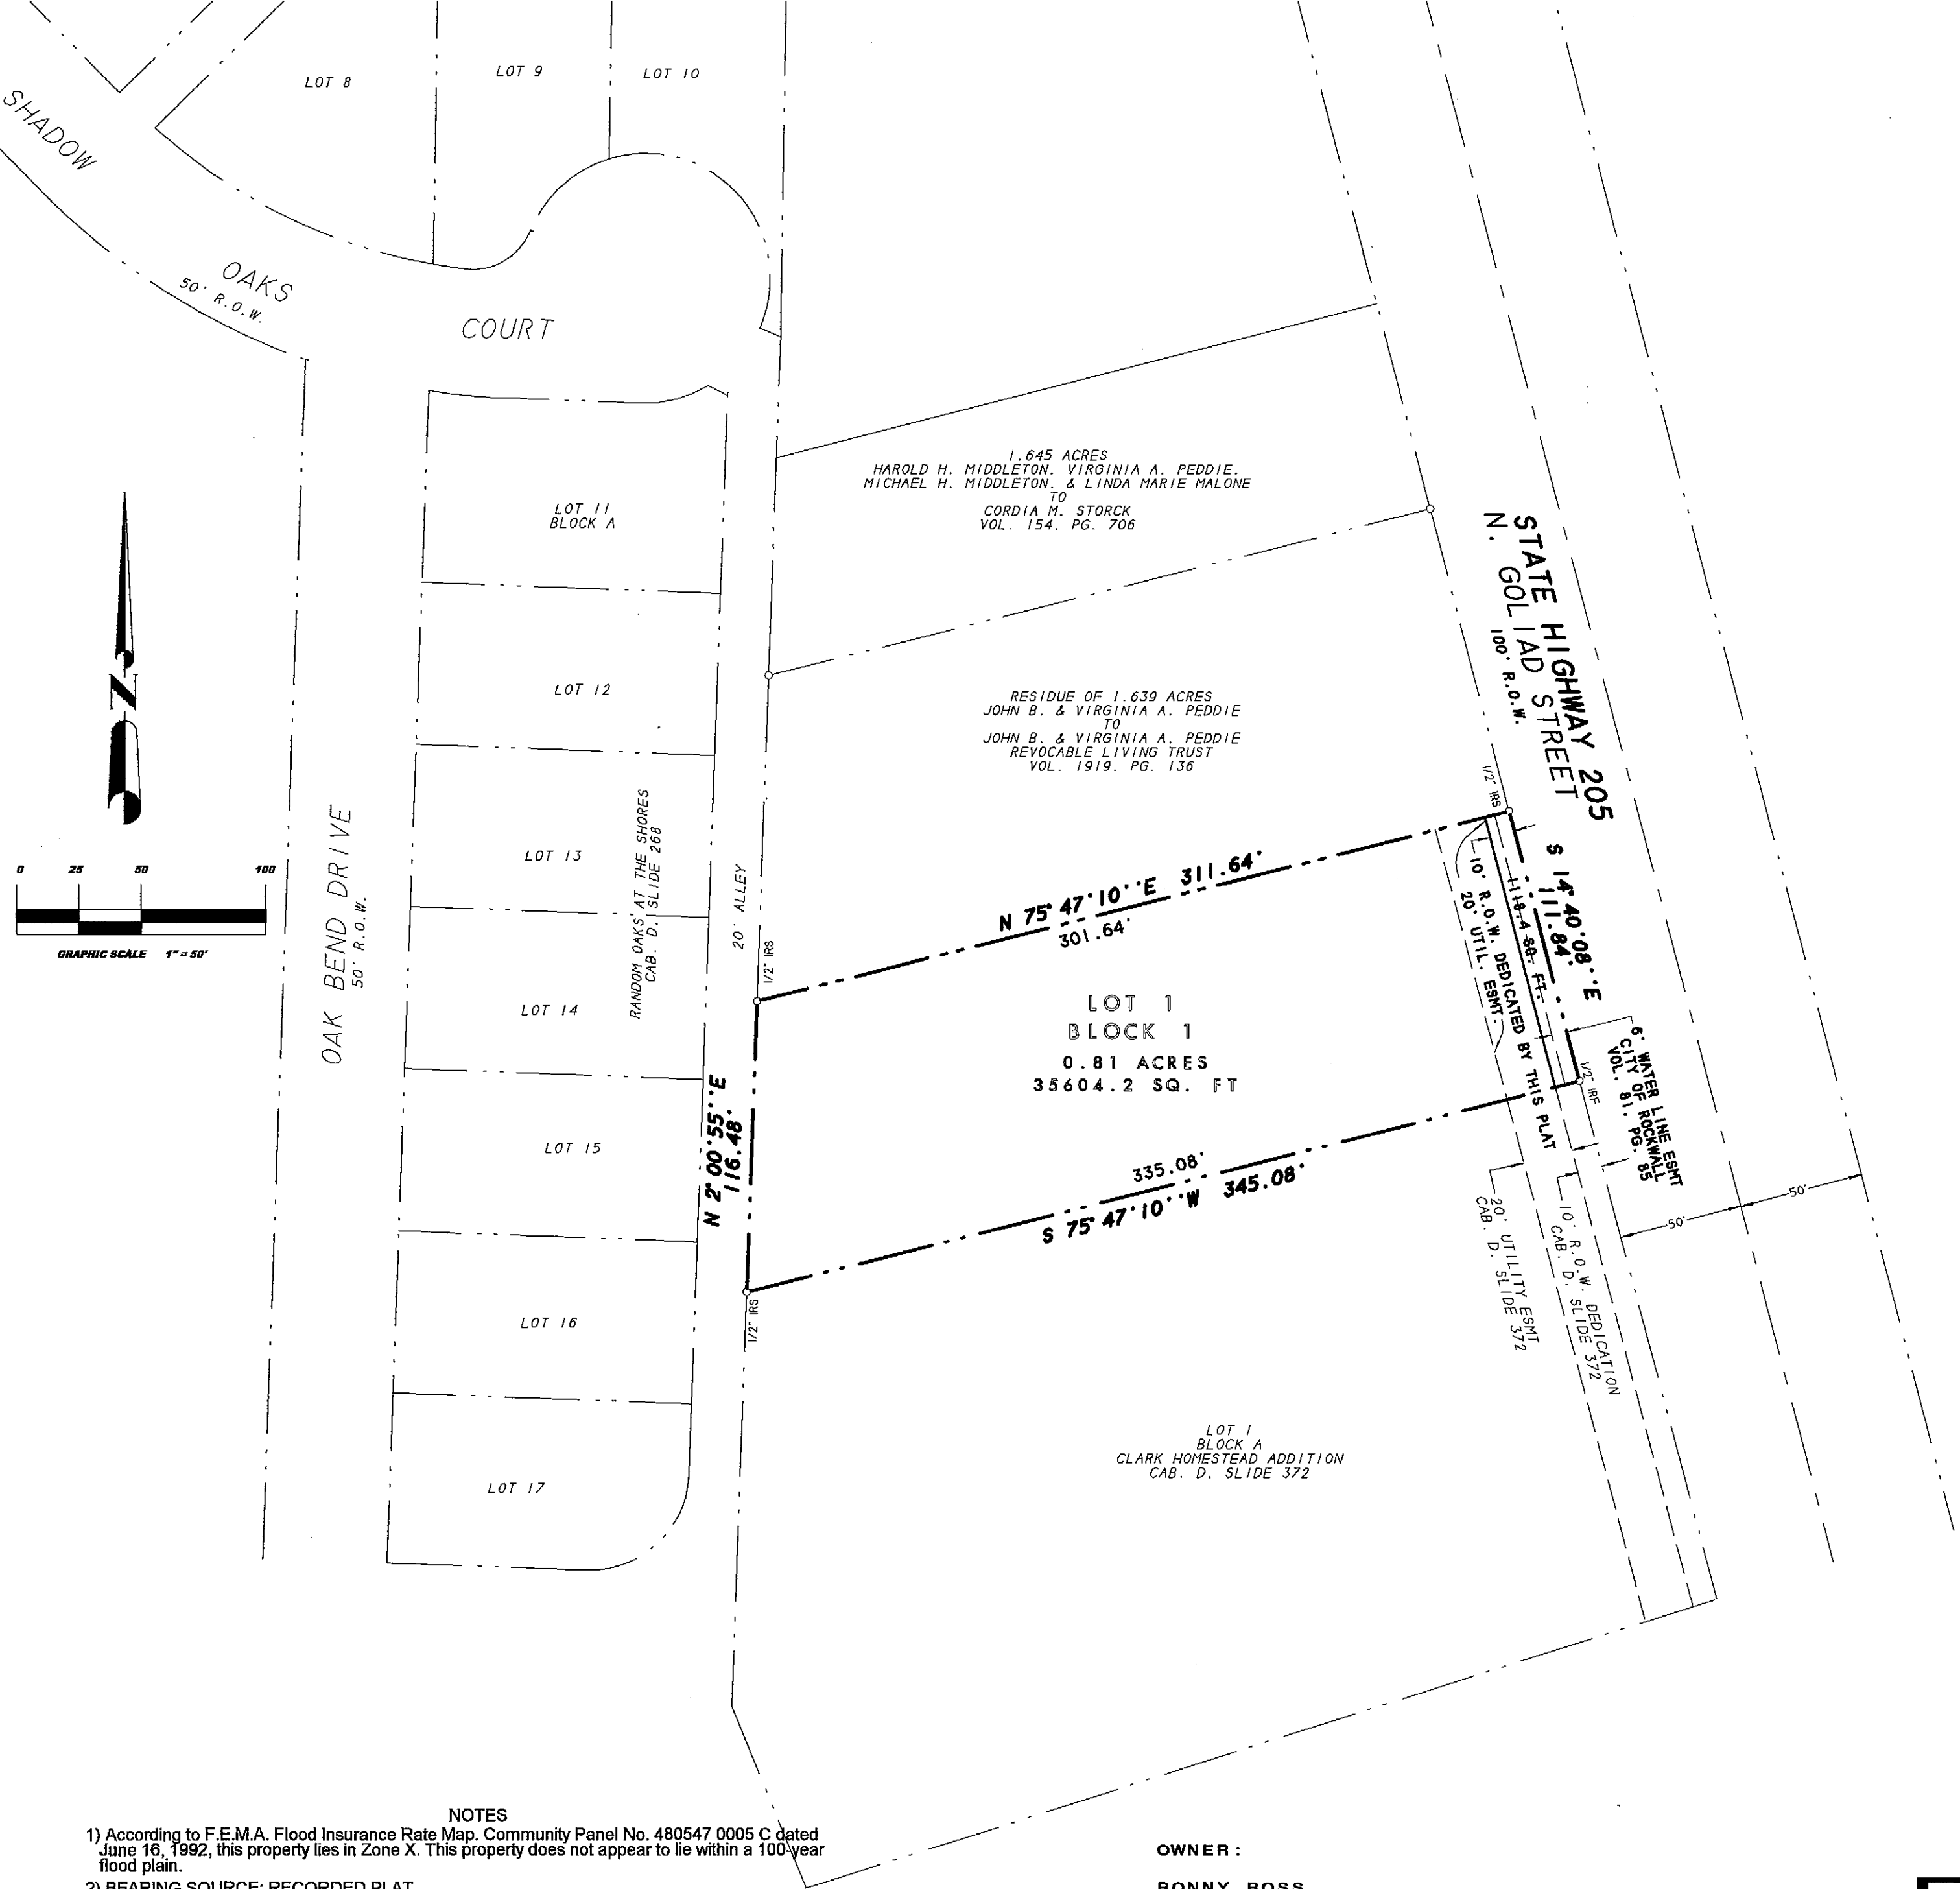 LOT 8
LOT 9
LOT 10
SHADOW
OAKS
50' R.O.W.
COURT
1.645 ACRES
HAROLD H. MIDDLETON. VIRGINIA A. PEDDIE.
MICHAEL H. MIDDLETON. & LINDA MARIE MALONE
TO
CORDIA M. STORCK
VOL. 154. PG. 706
LOT 11
BLOCK A
STATE HIGHWAY 205
N. GOLIAD STREET
100' R.O.W.
N
LOT 12
RESIDUE OF 1.639 ACRES
JOHN B. & VIRGINIA A. PEDDIE
TO
JOHN B. & VIRGINIA A. PEDDIE
REVOCABLE LIVING TRUST
VOL. 1919. PG. 136
1/2" IRS
OAK BEND DRIVE
50' R.O.W.
LOT 13
RANDOM OAKS AT THE SHORES
CAB. D. SLIDE 268
20' ALLEY
0 25 50 100
GRAPHIC SCALE 1"=50'
1/2" IRS
N 75°47'10''E 311.64'
301.64'
S 14°40'08''E
111.84'
1118.4 SQ. FT.
10' R.O.W. DEDICATED BY THIS PLAT
20' UTIL. ESMT.
LOT 14
LOT 1
BLOCK 1
0.81 ACRES
35604.2 SQ. FT
6' WATER LINE ESMT
CITY OF ROCKWALL
VOL. 81. PG. 85
1/2" IRF
N 2°00'55''E
116.48'
LOT 15
335.08'
S 75°47'10''W 345.08'
50'
50'
20' UTILITY ESMT
CAB. D. SLIDE 372
10' R.O.W. DEDICATION
CAB. D. SLIDE 372
1/2" IRS
LOT 16
LOT 17
LOT 1
BLOCK A
CLARK HOMESTEAD ADDITION
CAB. D. SLIDE 372
NOTES
1) According to F.E.M.A. Flood Insurance Rate Map. Community Panel No. 480547 0005 C dated
June 16, 1992, this property lies in Zone X. This property does not appear to lie within a 100-year
flood plain.
2) BEARING SOURCE: RECORDED PLAT
OWNER:
BONNY ROSS